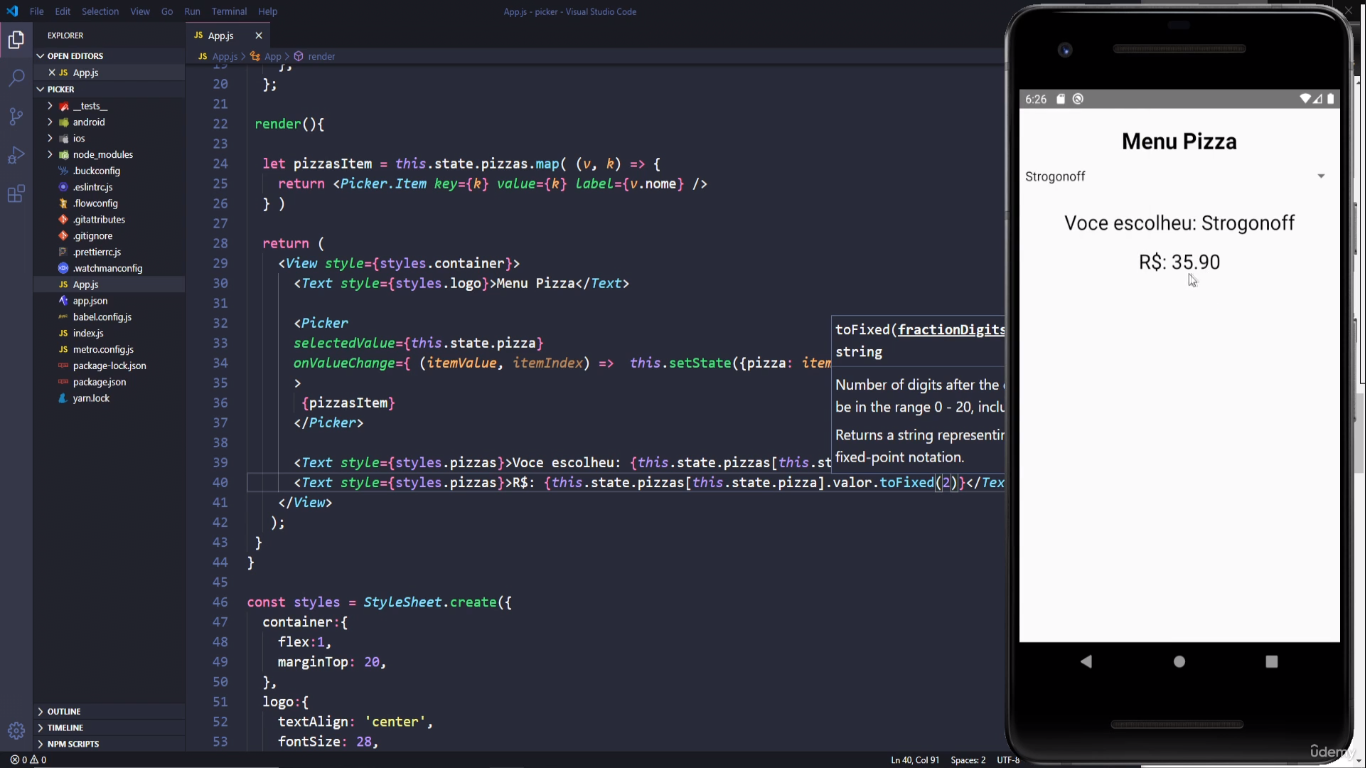 File Edit Selection View Go Run Terminal Help
App.js - picker - Visual Studio Code
EXPLORER
OPEN EDITORS
JS App.js
PICKER
__tests__
android
ios
node_modules
.buckconfig
.eslintrc.js
.flowconfig
.gitattributes
.gitignore
.prettierrc.js
.watchmanconfig
App.js
app.json
babel.config.js
JS index.js
JS metro.config.js
package-lock.json
package.json
yarn.lock
OUTLINE
TIMELINE
NPM SCRIPTS
0 0
JS App.js
JS App.js > App > render
19 };
20 };
21
22 render(){
23
24 let pizzasItem = this.state.pizzas.map( (v, k) => {
25 return <Picker.Item key={k} value={k} label={v.nome} />
26 } )
27
28 return (
29 <View style={styles.container}>
30 <Text style={styles.logo}>Menu Pizza</Text>
31
32 <Picker
33 selectedValue={this.state.pizza}
34 onValueChange={ (itemValue, itemIndex) => this.setState({pizza: item
35 >
36 {pizzasItem}
37 </Picker>
38
39 <Text style={styles.pizzas}>Voce escolheu: {this.state.pizzas[this.st
40 <Text style={styles.pizzas}>R$: {this.state.pizzas[this.state.pizza].valor.toFixed(2)}</Tex
41 </View>
42 );
43 }
44 }
45
46 const styles = StyleSheet.create({
47 container:{
48 flex:1,
49 marginTop: 20,
50 },
51 logo:{
52 textAlign: 'center',
53 fontSize: 28,
toFixed(fractionDigits
string
Number of digits after the
be in the range 0 - 20, inclu
Returns a string representin
fixed-point notation.
Ln 40, Col 91 Spaces: 2 UTF-8
6:26
Menu Pizza
Strogonoff
Voce escolheu: Strogonoff
R$: 35.90
ûdemy